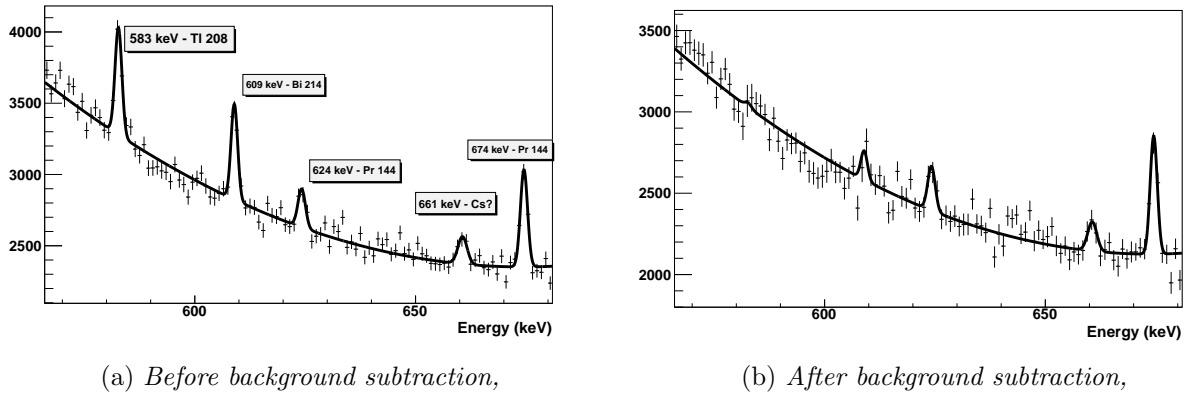 4000
3500
3000
2500
583 keV - Tl 208
609 keV - Bi 214
624 keV - Pr 144
661 keV - Cs?
674 keV - Pr 144
600
650
Energy (keV)
(a) Before background subtraction,
3500
3000
2500
2000
600
650
Energy (keV)
(b) After background subtraction,